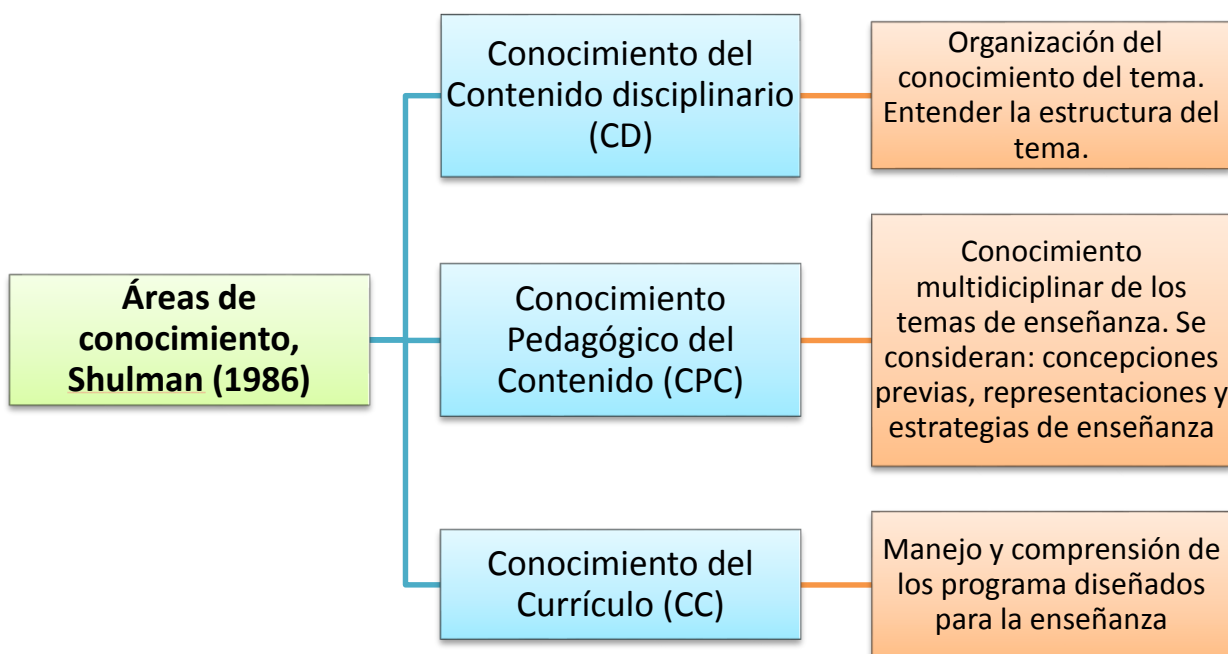 Áreas de
conocimiento,
Shulman (1986)
Conocimiento del
Contenido disciplinario
(CD)
Organización del
conocimiento del tema.
Entender la estructura del
tema.
Conocimiento
Pedagógico del
Contenido (CPC)
Conocimiento
multidiciplinar de los
temas de enseñanza. Se
consideran: concepciones
previas, representaciones y
estrategias de enseñanza
Conocimiento del
Currículo (CC)
Manejo y comprensión de
los programa diseñados
para la enseñanza